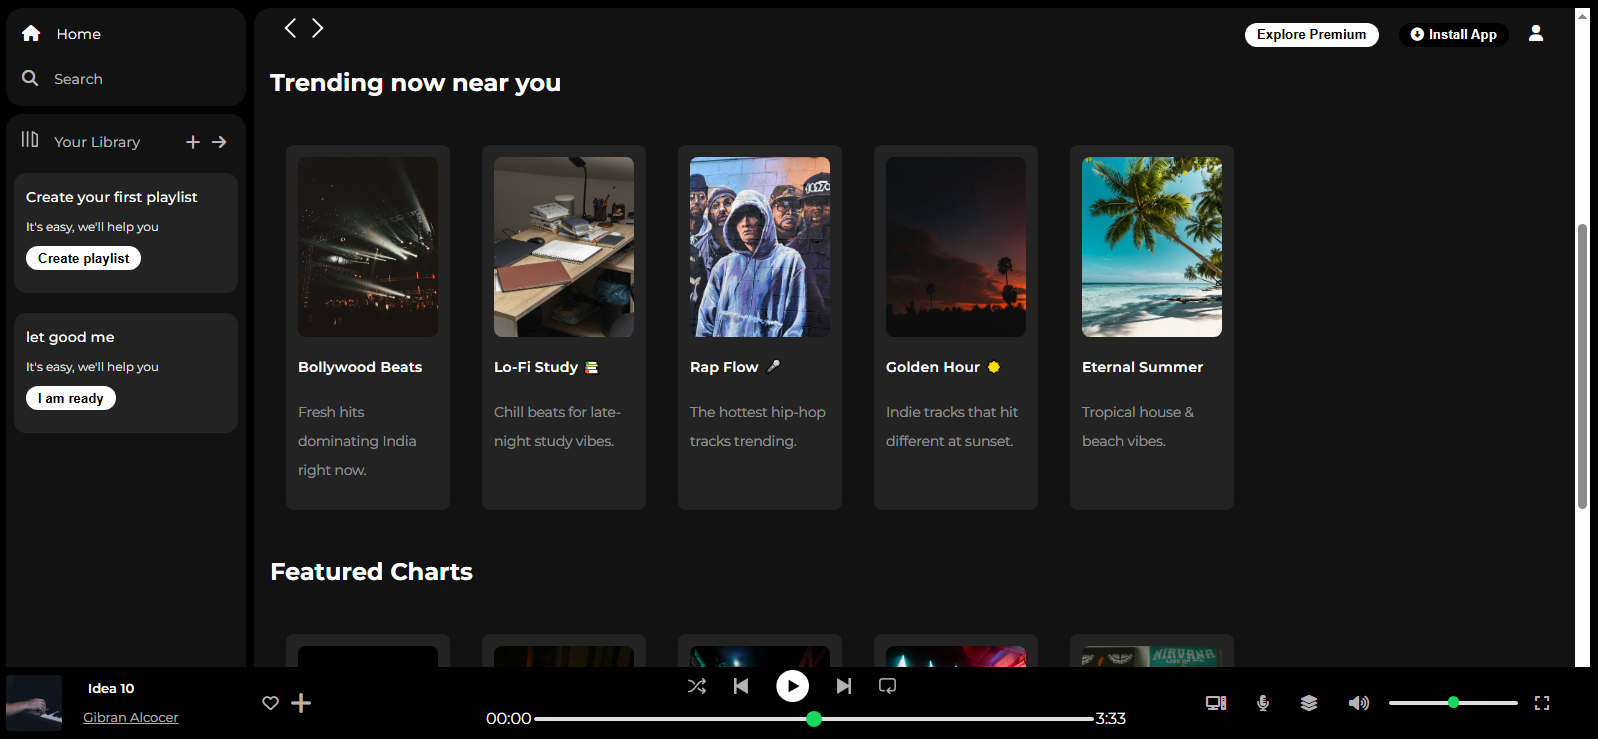 Home
Search
Your Library
Create your first playlist
It's easy, we'll help you
Create playlist
let good me
It's easy, we'll help you
I am ready
Explore Premium
Install App
Trending now near you
Bollywood Beats
Fresh hits
dominating India
right now.
Lo-Fi Study 📚
Chill beats for late-
night study vibes.
Rap Flow 🎤
The hottest hip-hop
tracks trending.
Golden Hour
Indie tracks that hit
different at sunset.
Eternal Summer
Tropical house &
beach vibes.
Featured Charts
NIRVANA
Idea 10
Gibran Alcocer
00:00
3:33